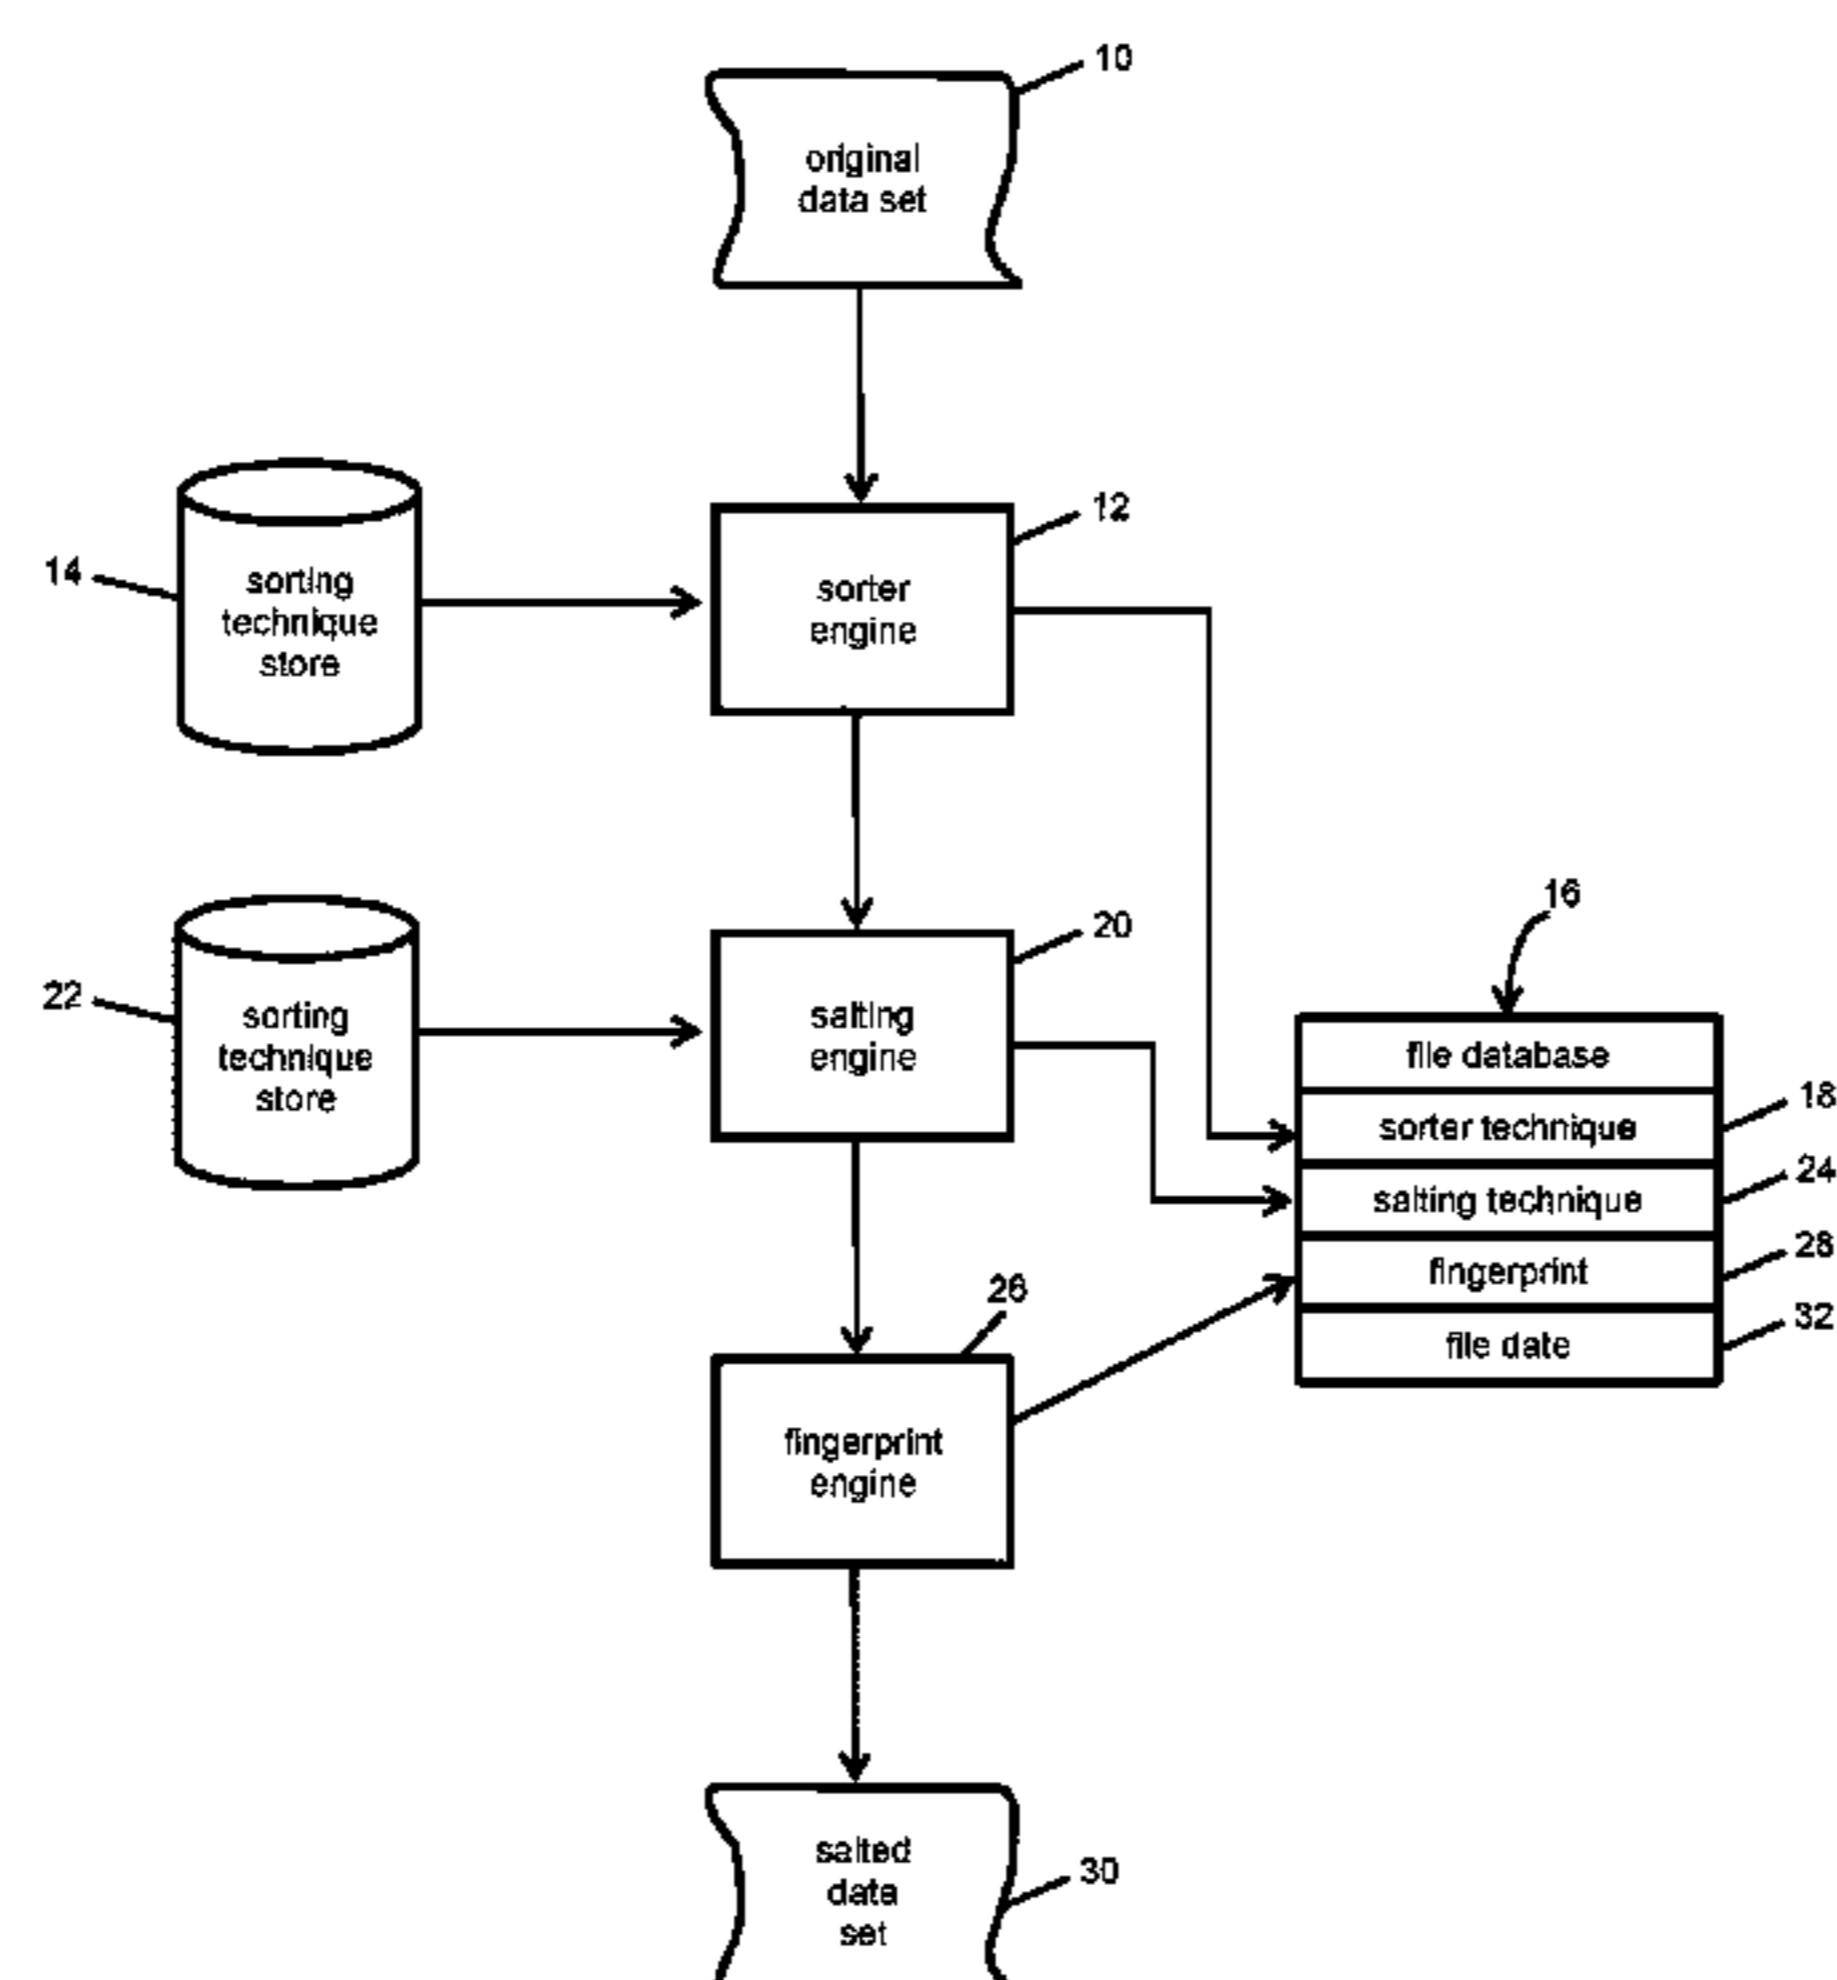 10
original
data set
12
14
sorting
technique
store
sorter
engine
16
20
22
sorting
technique
store
salting
engine
file database
18
sorter technique
24
salting technique
28
fingerprint
26
32
file date
fingerprint
engine
30
salted
data
set